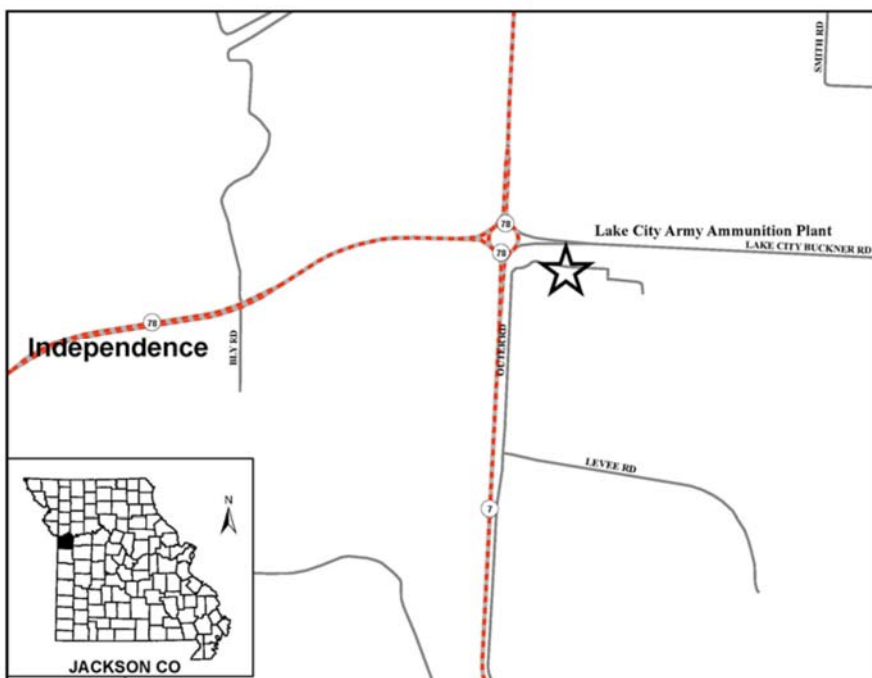 SMITH RD
78
Lake City Army Ammunition Plant
LAKE CITY BUCKNER RD
78
78
Independence
BLY RD
OUTER RD
LEVEE RD
7
N
JACKSON CO